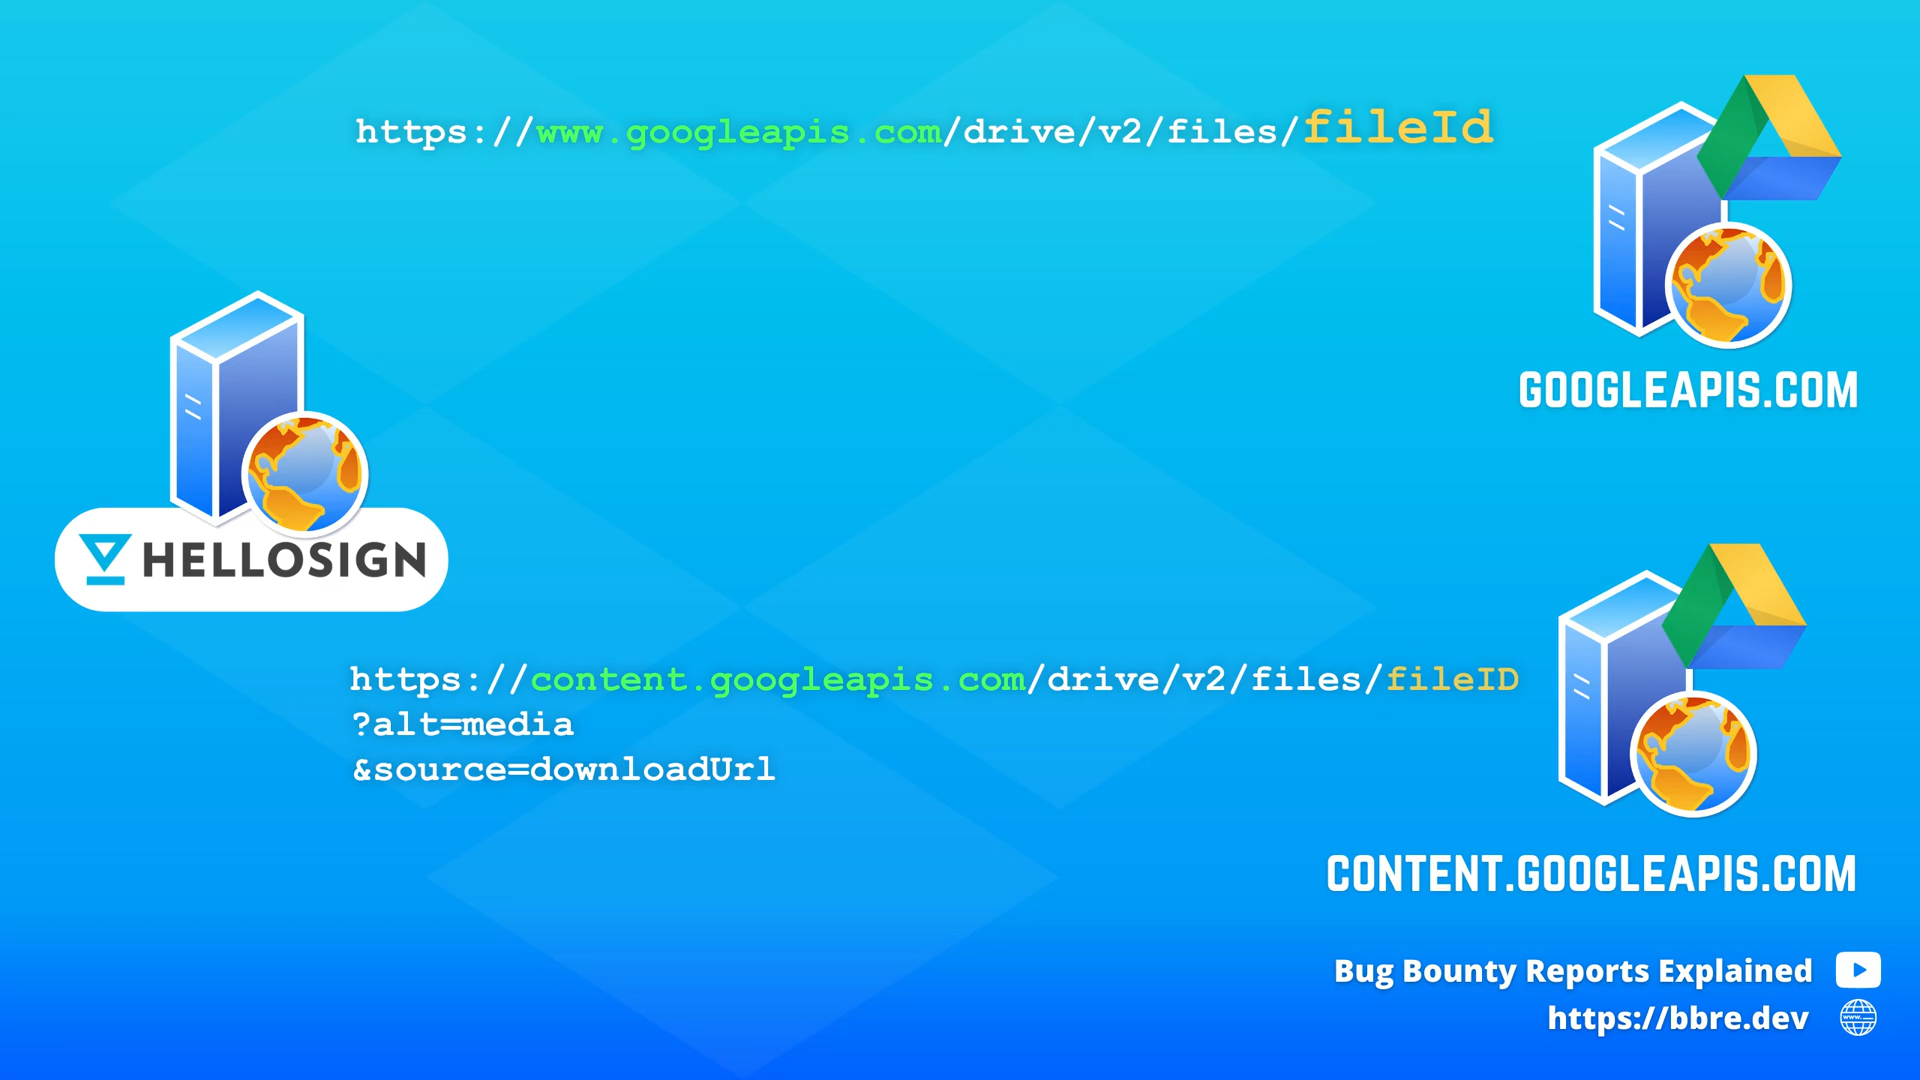 https://www.googleapis.com/drive/v2/files/fileId
GOOGLEAPIS.COM
HELLOSIGN
https://content.googleapis.com/drive/v2/files/fileID
?alt=media
&source=downloadUrl
CONTENT.GOOGLEAPIS.COM
Bug Bounty Reports Explained
https://bbre.dev
www.